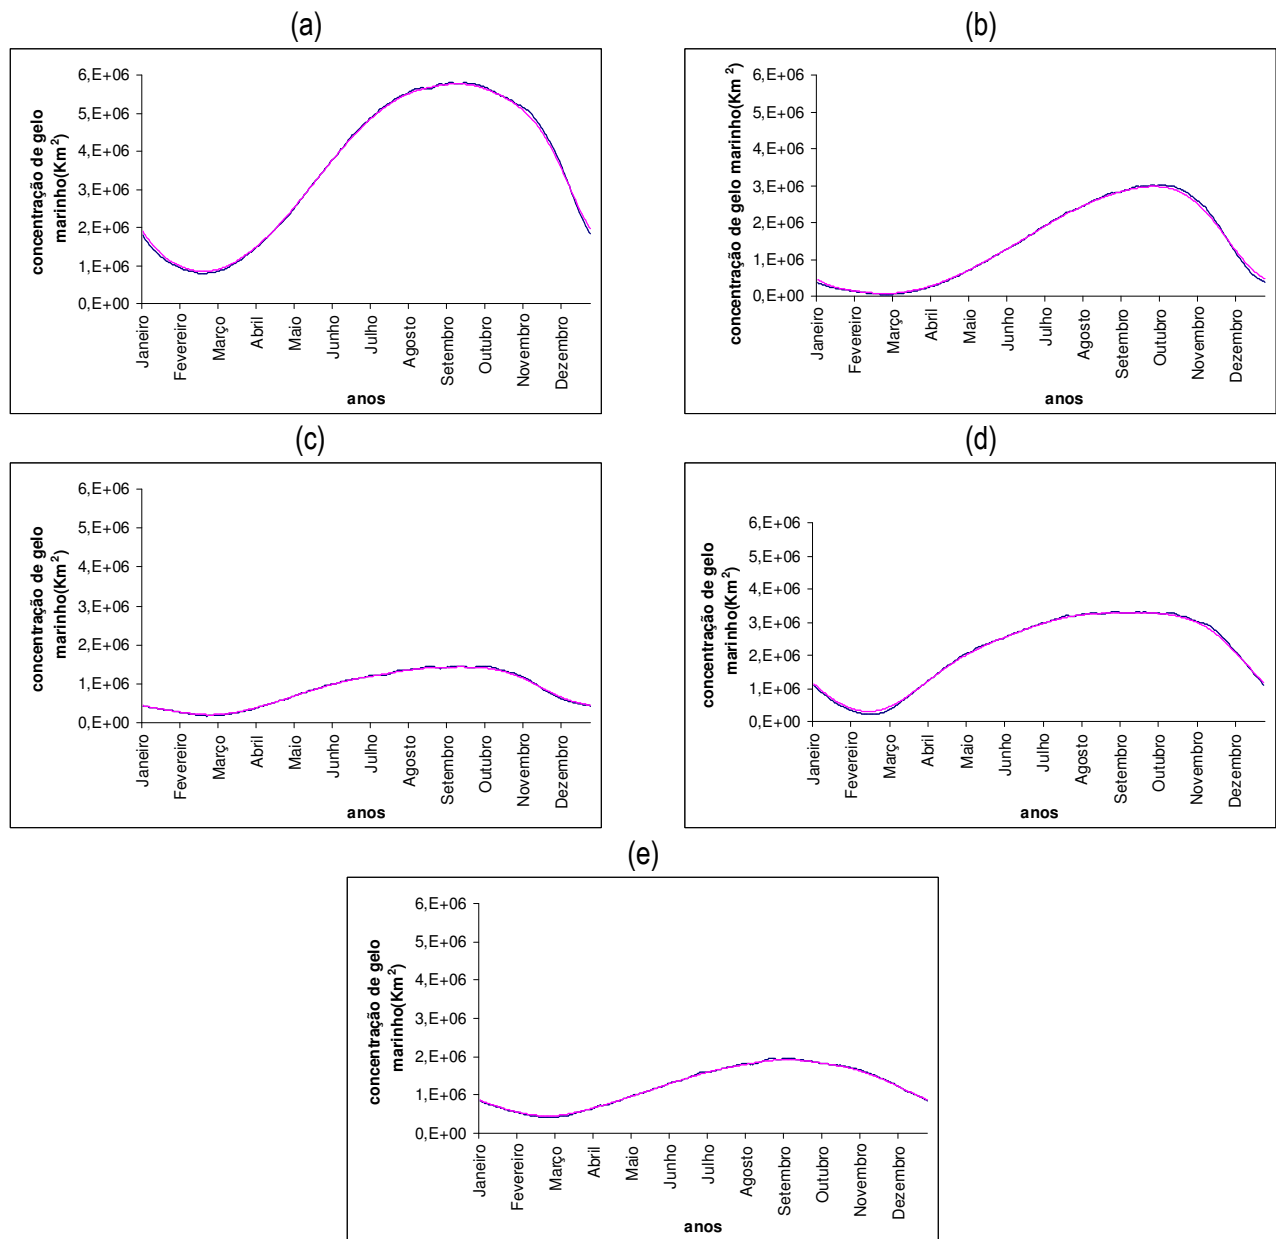 (a)
concentração de gelo
marinho(Km²)
6,E+06
5,E+06
4,E+06
3,E+06
2,E+06
1,E+06
0,E+00
Janeiro
Fevereiro
Março
Abril
Maio
Junho
Julho
Agosto
Setembro
Outubro
Novembro
Dezembro
anos
(b)
concentração de gelo marinho(Km²)
6,E+06
5,E+06
4,E+06
3,E+06
2,E+06
1,E+06
0,E+00
Janeiro
Fevereiro
Março
Abril
Maio
Junho
Julho
Agosto
Setembro
Outubro
Novembro
Dezembro
anos
(c)
concentração de gelo
marinho(Km²)
6,E+06
5,E+06
4,E+06
3,E+06
2,E+06
1,E+06
0,E+00
Janeiro
Fevereiro
Março
Abril
Maio
Junho
Julho
Agosto
Setembro
Outubro
Novembro
Dezembro
anos
(d)
concentração de gelo
marinho(Km²)
6,E+06
5,E+06
4,E+06
3,E+06
2,E+06
1,E+06
0,E+00
Janeiro
Fevereiro
Março
Abril
Maio
Junho
Julho
Agosto
Setembro
Outubro
Novembro
Dezembro
anos
(e)
concentração de gelo
marinho(Km²)
6,E+06
5,E+06
4,E+06
3,E+06
2,E+06
1,E+06
0,E+00
Janeiro
Fevereiro
Março
Abril
Maio
Junho
Julho
Agosto
Setembro
Outubro
Novembro
Dezembro
anos